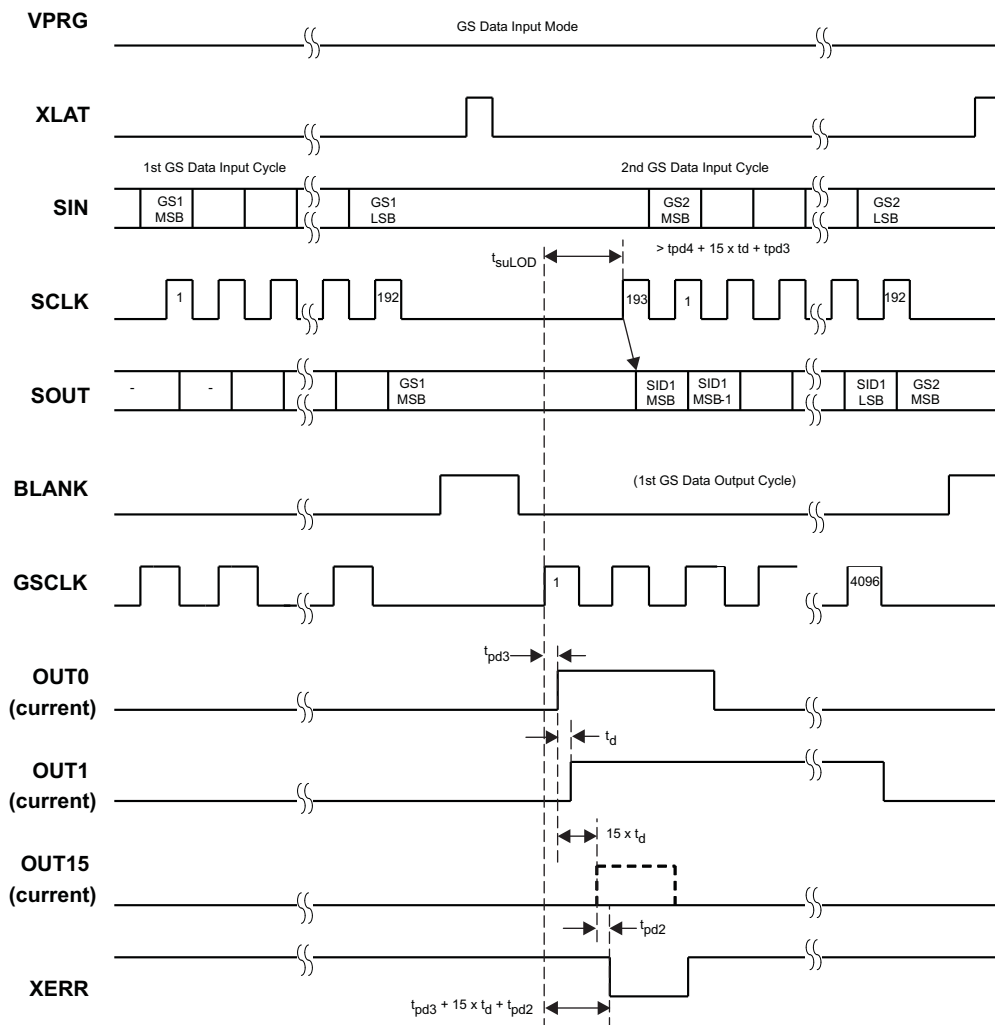 VPRG
GS Data Input Mode
XLAT
1st GS Data Input Cycle
2nd GS Data Input Cycle
SIN
GS1
MSB
GS1
LSB
GS2
MSB
GS2
LSB
tsuLOD
> tpd4 + 15 x td + tpd3
SCLK
1
192
193
1
192
SOUT
-
-
GS1
MSB
SID1
MSB
SID1
MSB-1
SID1
LSB
GS2
MSB
BLANK
(1st GS Data Output Cycle)
GSCLK
1
4096
tpd3
OUT0
(current)
td
OUT1
(current)
15 x td
OUT15
(current)
tpd2
XERR
tpd3 + 15 x td + tpd2